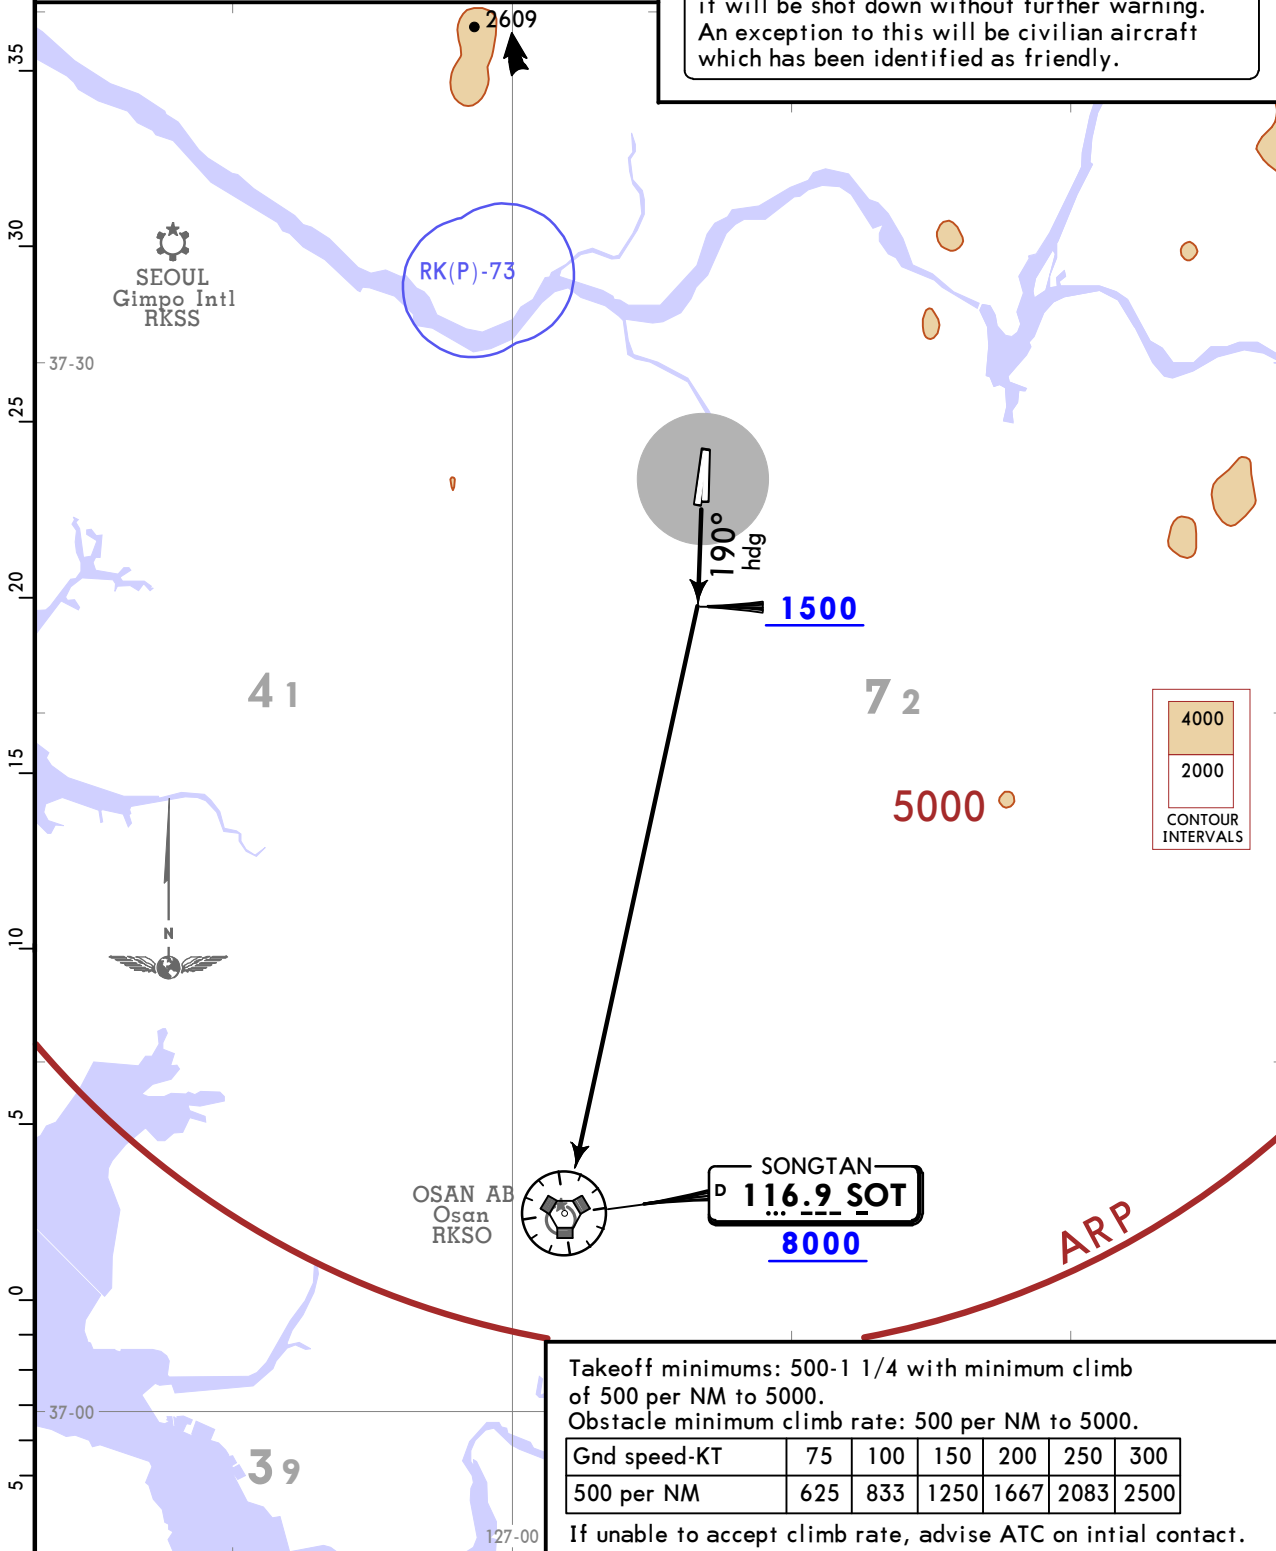 it will be shot down without further warning.
An exception to this will be civilian aircraft
which has been identified as friendly.
2609
35
30
SEOUL
Gimpo Intl
RKSS
RK(P)-73
37-30
25
190°
hdg
20
1500
41
72
4000
2000
CONTOUR
INTERVALS
15
5000
10
N
5
OSAN AB
Osan
RKSO
SONGTAN
D 116.9 SOT
8000
ARP
0
37-00
39
5
127-00
Takeoff minimums: 500-1 1/4 with minimum climb
of 500 per NM to 5000.
Obstacle minimum climb rate: 500 per NM to 5000.
Gnd speed-KT 75 100 150 200 250 300
500 per NM 625 833 1250 1667 2083 2500
If unable to accept climb rate, advise ATC on intial contact.